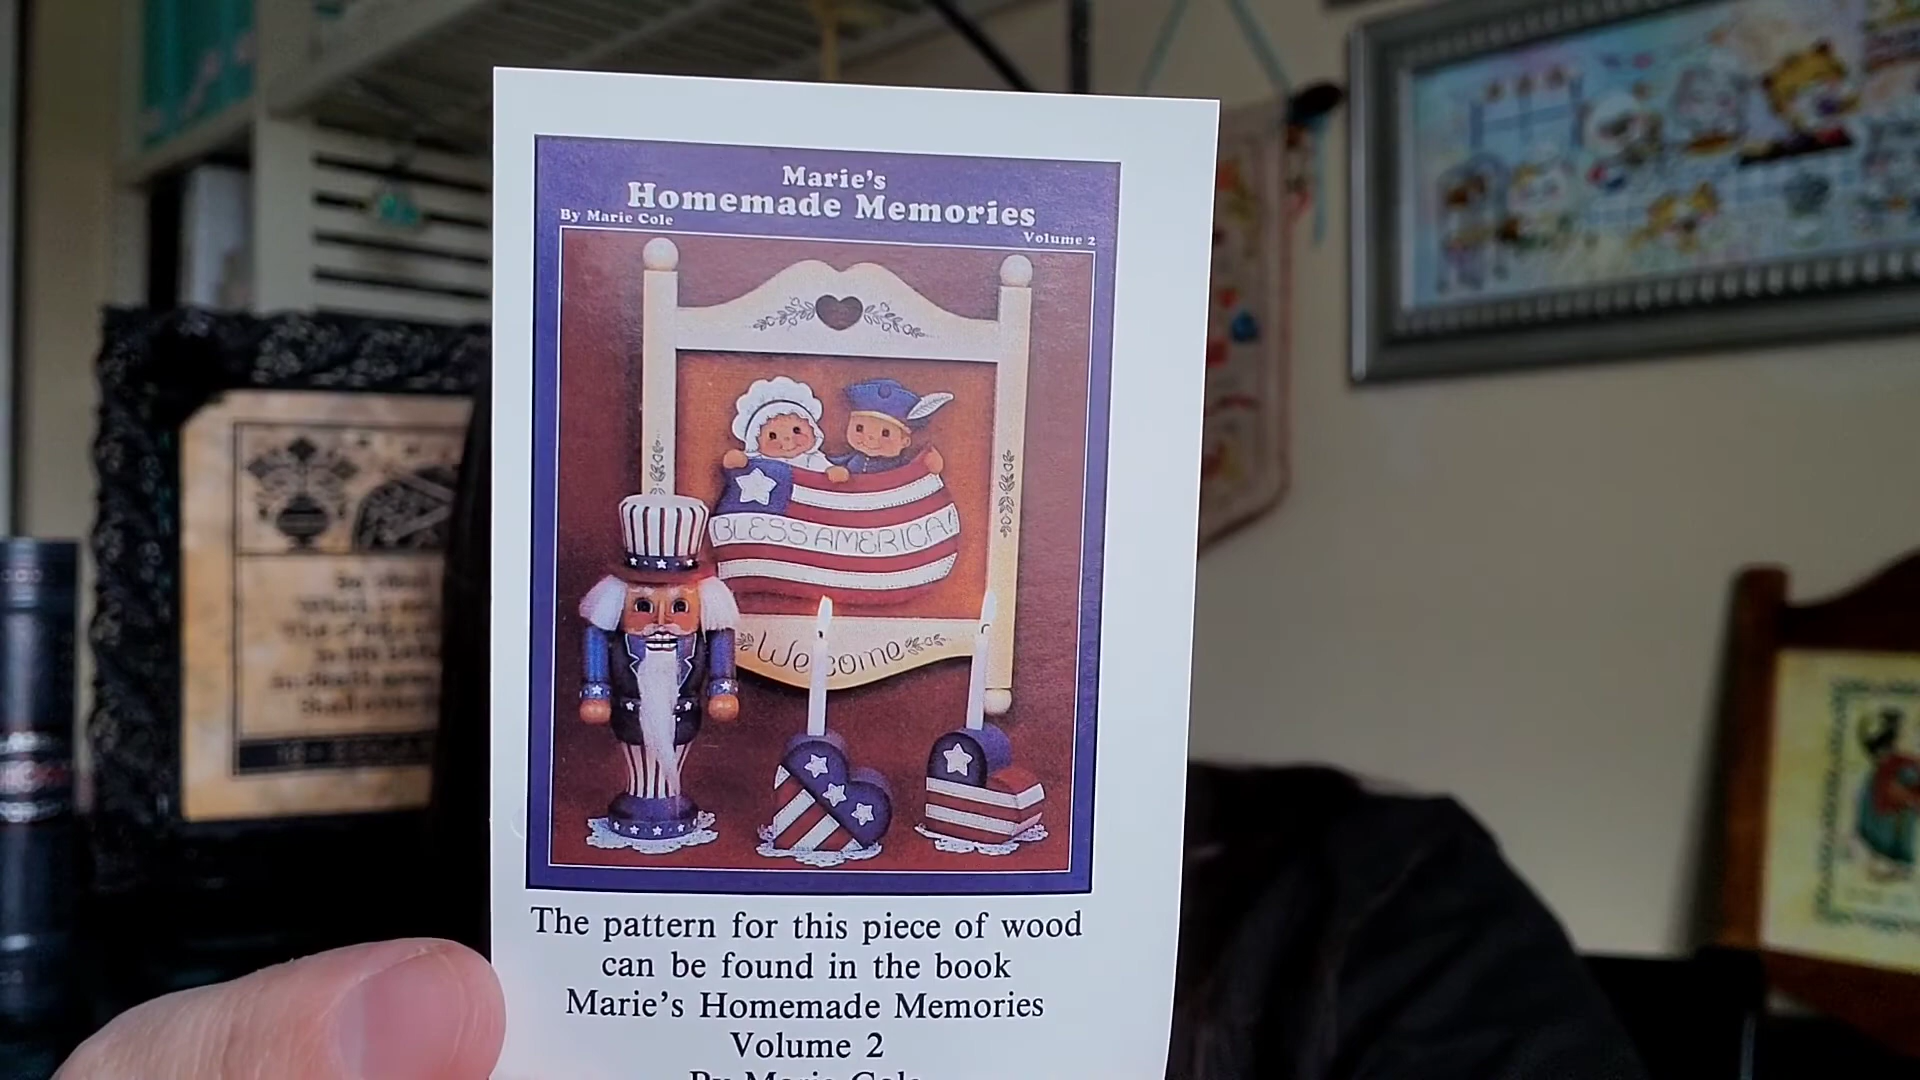 Marie's
Homemade Memories
By Marie Cole
Volume 2
BLESS AMERICA!
Welcome
The pattern for this piece of wood
can be found in the book
Marie's Homemade Memories
Volume 2
By Marie Cole